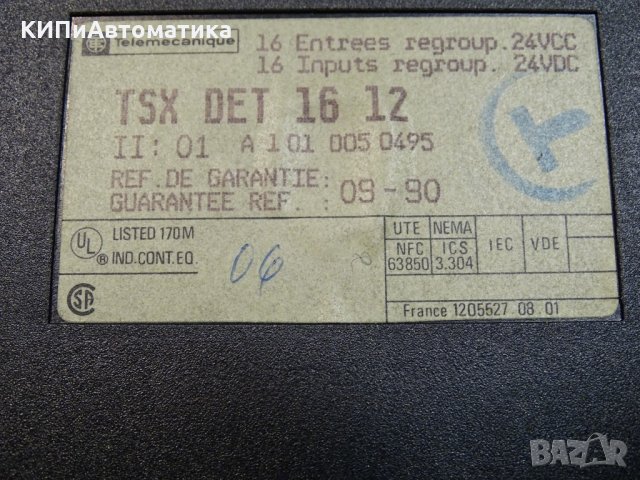 КИПиАвтоматика
Telemecanique
16 Entrees regroup. 24VCC
16 Inputs regroup. 24VDC
TSX DET 16 12
II: 01 A 1 01 005 0495
REF. DE GARANTIE:
GUARANTEE REF. : 09-90
UL ® LISTED 170M
IND. CONT. EQ.
06
UTE NEMA IEC VDE
NFC ICS
63850 3.304
SP
France 1205527 08 01
BAZAR